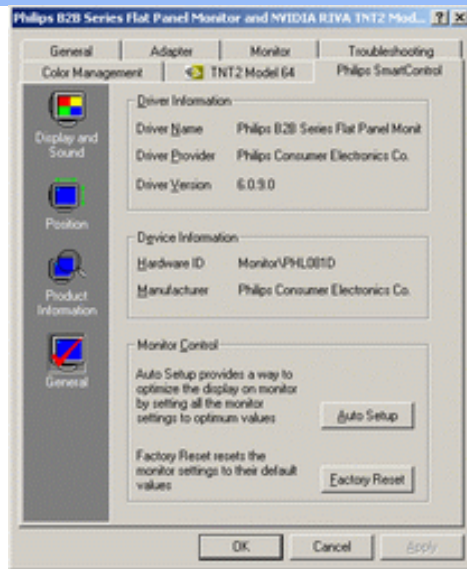 Philips B2B Series Flat Panel Monitor and NVIDIA RIVA TNT2 Mod...
General Adapter Monitor Troubleshooting
Color Management TNT2 Model 64 Philips SmartControl
Display and
Sound
Position
Product
Information
General
Driver Information
Driver Name Philips B2B Series Flat Panel Monit
Driver Provider Philips Consumer Electronics Co.
Driver Version 6.0.9.0
Device Information
Hardware ID Monitor\PHL081D
Manufacturer Philips Consumer Electronics Co.
Monitor Control
Auto Setup provides a way to
optimize the display on monitor
by setting all the monitor
settings to optimum values
Auto Setup
Factory Reset resets the
monitor settings to their default
values
Factory Reset
OK Cancel Apply